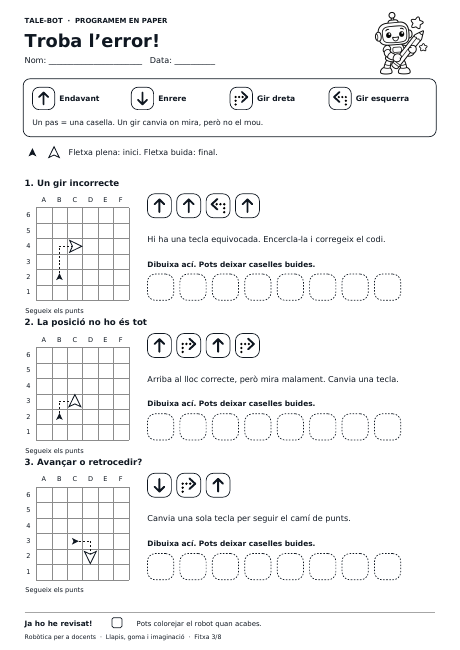 TALE-BOT · PROGRAMEM EN PAPER
Troba l’error!
Nom: ______________________ Data: __________
Endavant Enrere Gir dreta Gir esquerra
Un pas = una casella. Un gir canvia on mira, però no el mou.
Fletxa plena: inici. Fletxa buida: final.
1. Un gir incorrecte
A B C D E F
6
5
4
3
2
1
Hi ha una tecla equivocada. Encercla-la i corregeix el codi.
Dibuixa ací. Pots deixar caselles buides.
Segueix els punts
2. La posició no ho és tot
A B C D E F
6
5
4
3
2
1
Arriba al lloc correcte, però mira malament. Canvia una tecla.
Dibuixa ací. Pots deixar caselles buides.
Segueix els punts
3. Avançar o retrocedir?
A B C D E F
6
5
4
3
2
1
Canvia una sola tecla per seguir el camí de punts.
Dibuixa ací. Pots deixar caselles buides.
Segueix els punts
Ja ho he revisat! Pots colorejar el robot quan acabes.
Robòtica per a docents · Llapis, goma i imaginació · Fitxa 3/8